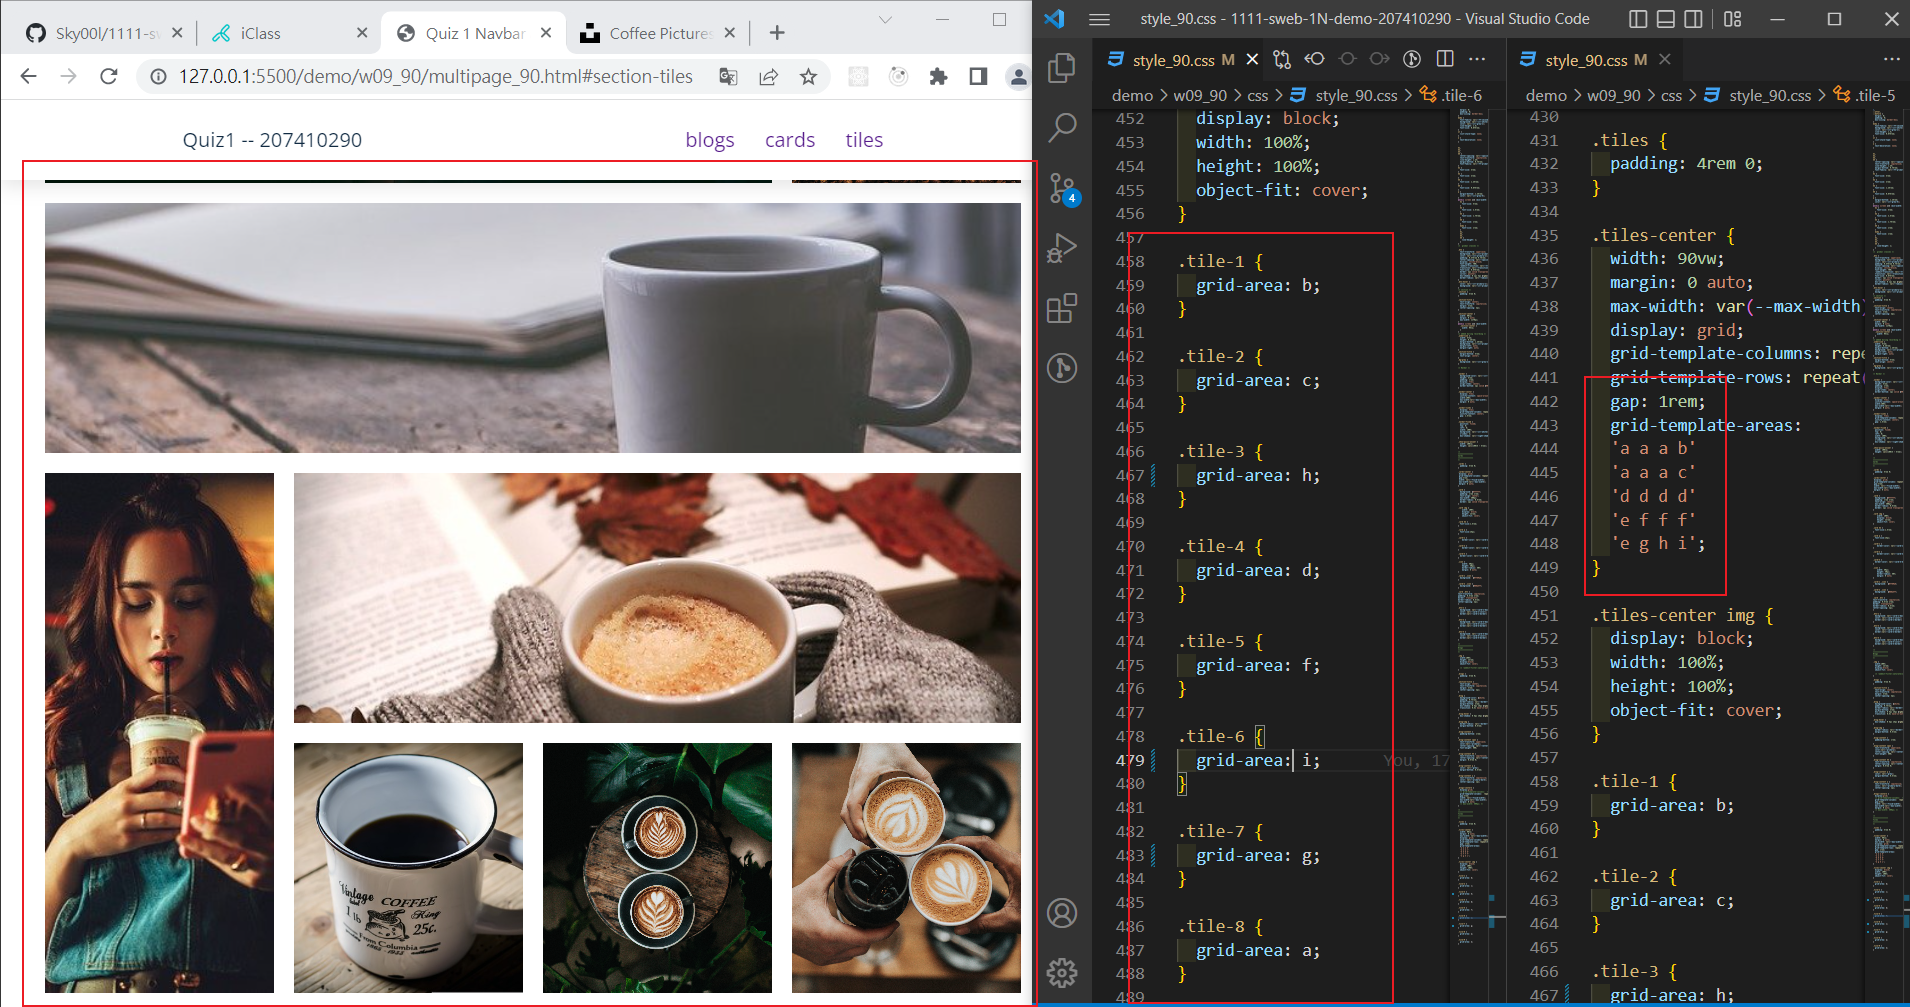 Sky00l/1111-s
iClass
Quiz 1 Navbar
Coffee Pictures
127.0.0.1:5500/demo/w09_90/multipage_90.html#section-tiles
Quiz1 -- 207410290
blogs
cards
tiles
Vintage
label
1 lb
COFFEE
King
25c.
From Columbia
style_90.css - 1111-sweb-1N-demo-207410290 - Visual Studio Code
4
style_90.css M
demo > w09_90 > css > style_90.css > .tile-6
452 display: block;
453 width: 100%;
454 height: 100%;
455 object-fit: cover;
456 }
457
458 .tile-1 {
459 grid-area: b;
460 }
461
462 .tile-2 {
463 grid-area: c;
464 }
465
466 .tile-3 {
467 grid-area: h;
468 }
469
470 .tile-4 {
471 grid-area: d;
472 }
473
474 .tile-5 {
475 grid-area: f;
476 }
477
478 .tile-6 {
479 grid-area: i; You, 17
480 }
481
482 .tile-7 {
483 grid-area: g;
484 }
485
486 .tile-8 {
487 grid-area: a;
488 }
489
style_90.css M
demo > w09_90 > css > style_90.css > .tile-5
430
431 .tiles {
432 padding: 4rem 0;
433 }
434
435 .tiles-center {
436 width: 90vw;
437 margin: 0 auto;
438 max-width: var(--max-width)
439 display: grid;
440 grid-template-columns: repe
441 grid-template-rows: repeat(
442 gap: 1rem;
443 grid-template-areas:
444 'a a a b'
445 'a a a c'
446 'd d d d'
447 'e f f f'
448 'e g h i';
449 }
450
451 .tiles-center img {
452 display: block;
453 width: 100%;
454 height: 100%;
455 object-fit: cover;
456 }
457
458 .tile-1 {
459 grid-area: b;
460 }
461
462 .tile-2 {
463 grid-area: c;
464 }
465
466 .tile-3 {
467 grid-area: h;